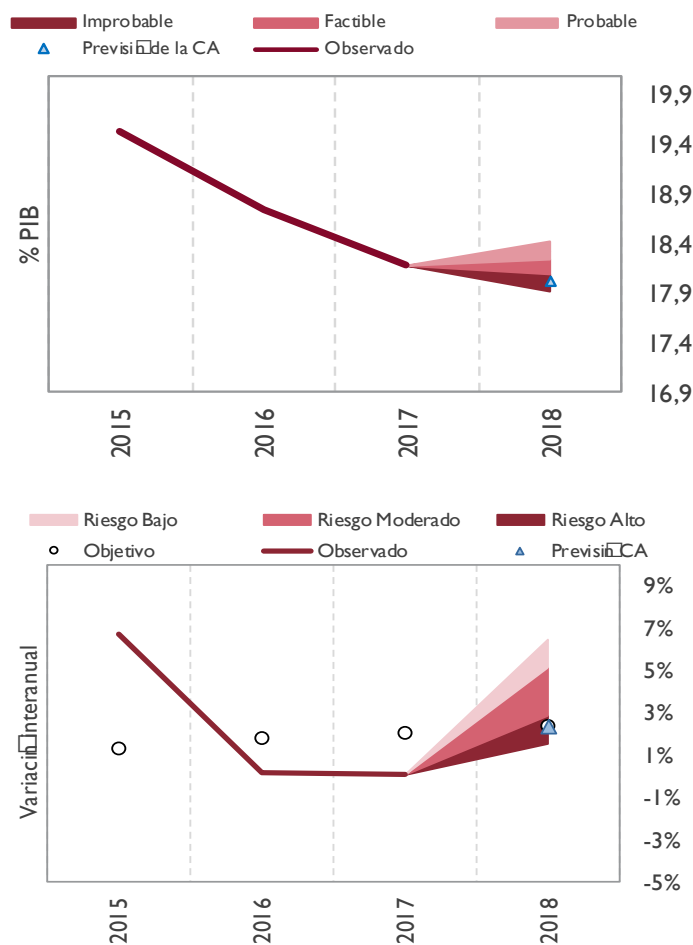 Improbable Factible Probable
Previsi□de la CA Observado
% PIB
19,9
19,4
18,9
18,4
17,9
17,4
16,9
2015 2016 2017 2018
Riesgo Bajo Riesgo Moderado Riesgo Alto
Objetivo Observado Previsi□CA
Variaci□Interanual
9%
7%
5%
3%
1%
-1%
-3%
-5%
2015 2016 2017 2018